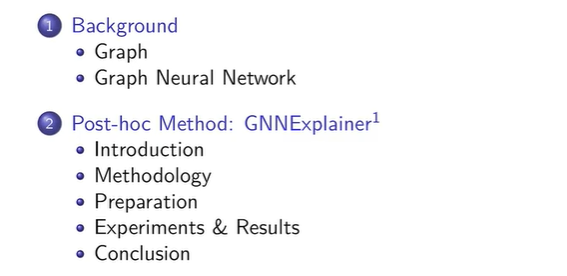 1 Background
Graph
Graph Neural Network
2 Post-hoc Method: GNNExplainer¹
Introduction
Methodology
Preparation
Experiments & Results
Conclusion